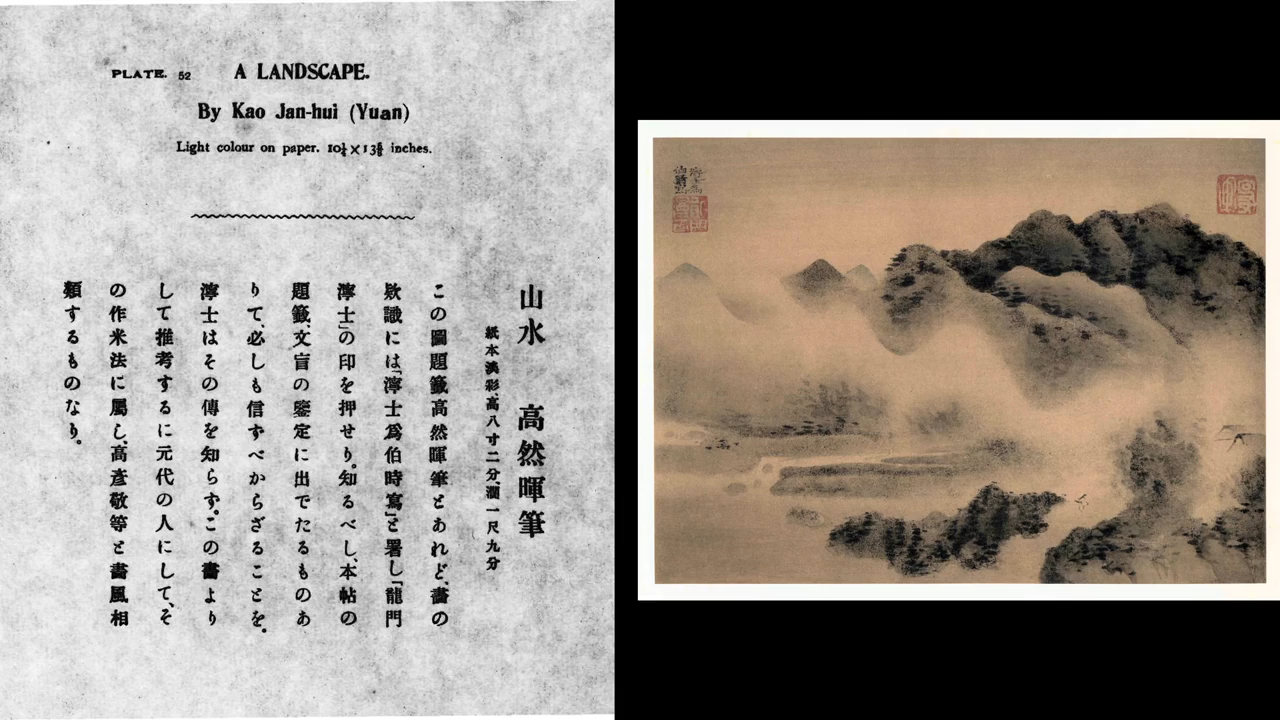 PLATE. 52 A LANDSCAPE.
By Kao Jan-hui (Yuan)
Light colour on paper. 10¼ × 13⅜ inches.
山水 高然暉筆
紙本淡彩、高八寸二分、濶一尺九分
この圖題籤高然暉筆とあれど、畫の
欵識には「濘士爲伯時寫」と署し「龍門
濘士」の印を押せり。知るべし、本帖の
題籤、文盲の鑒定に出でたるものあ
りて、必しも信ずべからざることを。
濘士はその傳を知らず。この畫より
して推考するに元代の人にして、そ
の作米法に屬し、高彦敬等と畫風相
類するものなり。